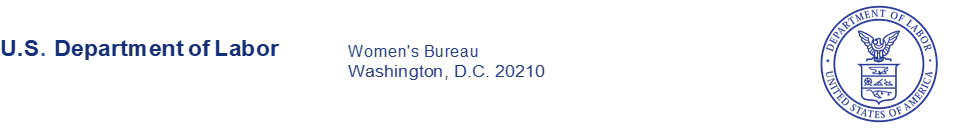 U.S. Department of Labor
Women's Bureau
Washington, D.C. 20210
DEPARTMENT OF LABOR
UNITED STATES OF AMERICA